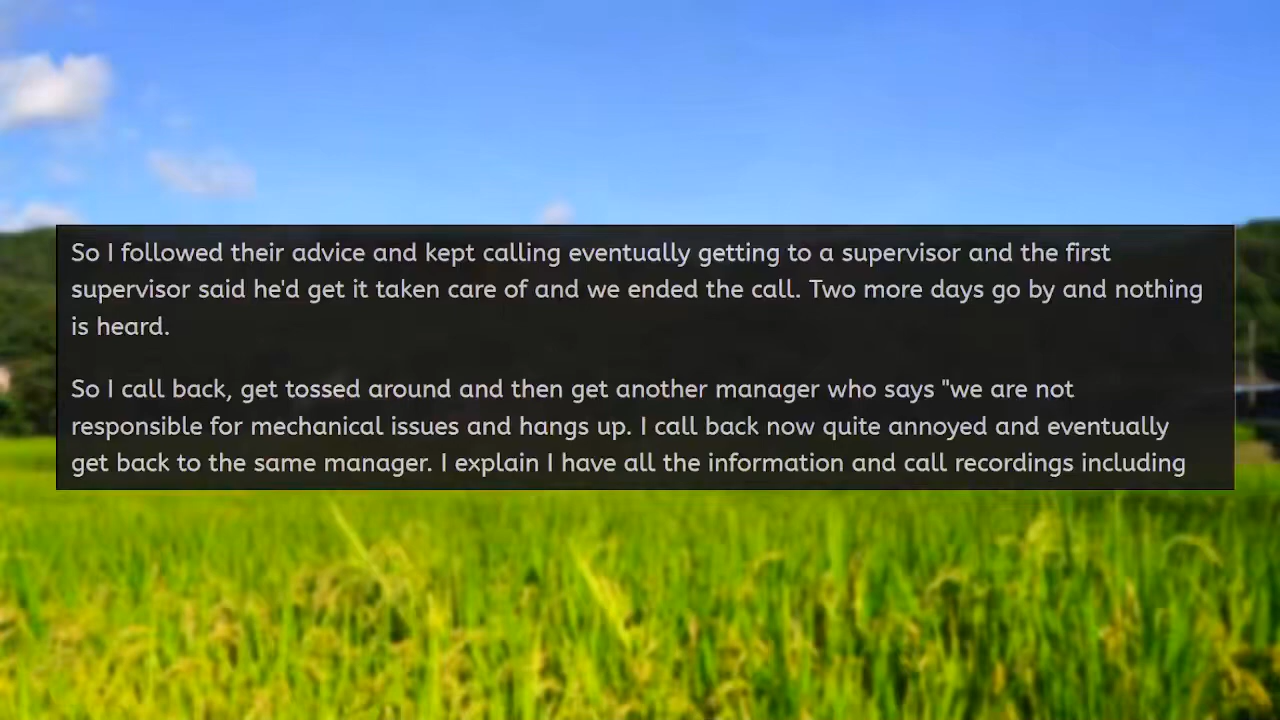 So I followed their advice and kept calling eventually getting to a supervisor and the first
supervisor said he'd get it taken care of and we ended the call. Two more days go by and nothing
is heard.
So I call back, get tossed around and then get another manager who says "we are not
responsible for mechanical issues and hangs up. I call back now quite annoyed and eventually
get back to the same manager. I explain I have all the information and call recordings including